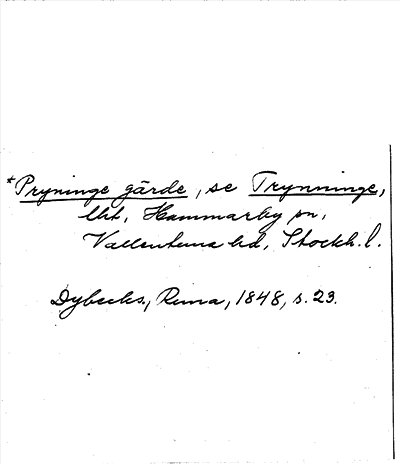 *Pryninge gärde, se Trynninge,
lht, Hammarby sn,
Vallentuna hd, Stockh. l.
Dybecks, Runa, 1848, s. 23.